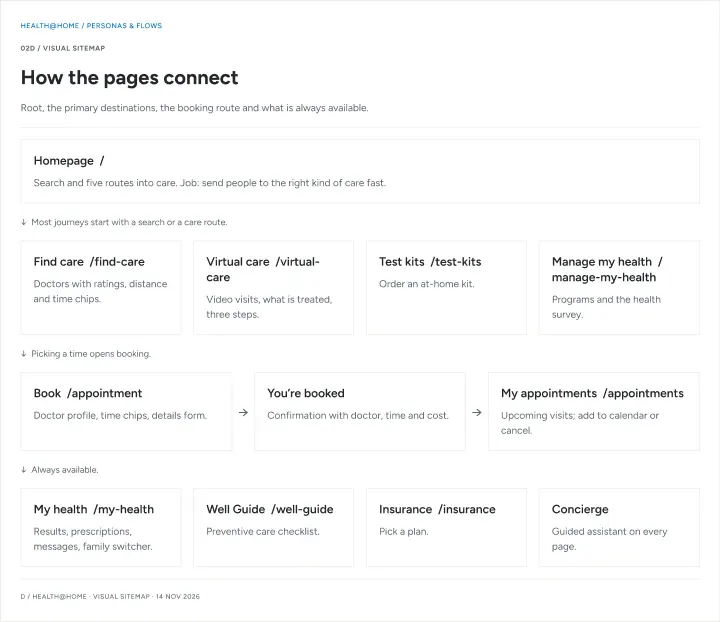 HEALTH@HOME / PERSONAS & FLOWS
02D / VISUAL SITEMAP
How the pages connect
Root, the primary destinations, the booking route and what is always available.
Homepage /
Search and five routes into care. Job: send people to the right kind of care fast.
↓ Most journeys start with a search or a care route.
Find care /find-care
Doctors with ratings, distance
and time chips.
Virtual care /virtual-
care
Video visits, what is treated,
three steps.
Test kits /test-kits
Order an at-home kit.
Manage my health /
manage-my-health
Programs and the health
survey.
↓ Picking a time opens booking.
Book /appointment
Doctor profile, time chips, details form.
→
You're booked
Confirmation with doctor, time and cost.
→
My appointments /appointments
Upcoming visits; add to calendar or
cancel.
↓ Always available.
My health /my-health
Results, prescriptions,
messages, family switcher.
Well Guide /well-guide
Preventive care checklist.
Insurance /insurance
Pick a plan.
Concierge
Guided assistant on every
page.
D / HEALTH@HOME · VISUAL SITEMAP · 14 NOV 2026